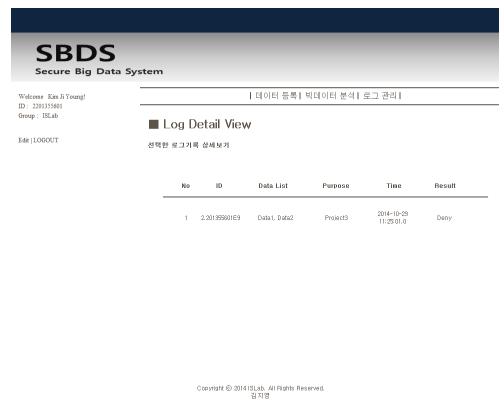 SBDS
Secure Big Data System
Welcome Kim Ji Young!
ID : 2201355601
Group : ISLab
Edit | LOGOUT
| 데이터 등록 | 빅데이터 분석 | 로그 관리 |
■ Log Detail View
선택한 로그기록 상세보기
No ID Data List Purpose Time Result
1 2.201355601E9 Data1, Data2 Project3 2014-10-29 11:25:01.0 Deny
Copyright ⓒ 2014 ISLab. All Rights Reserved.
김지영